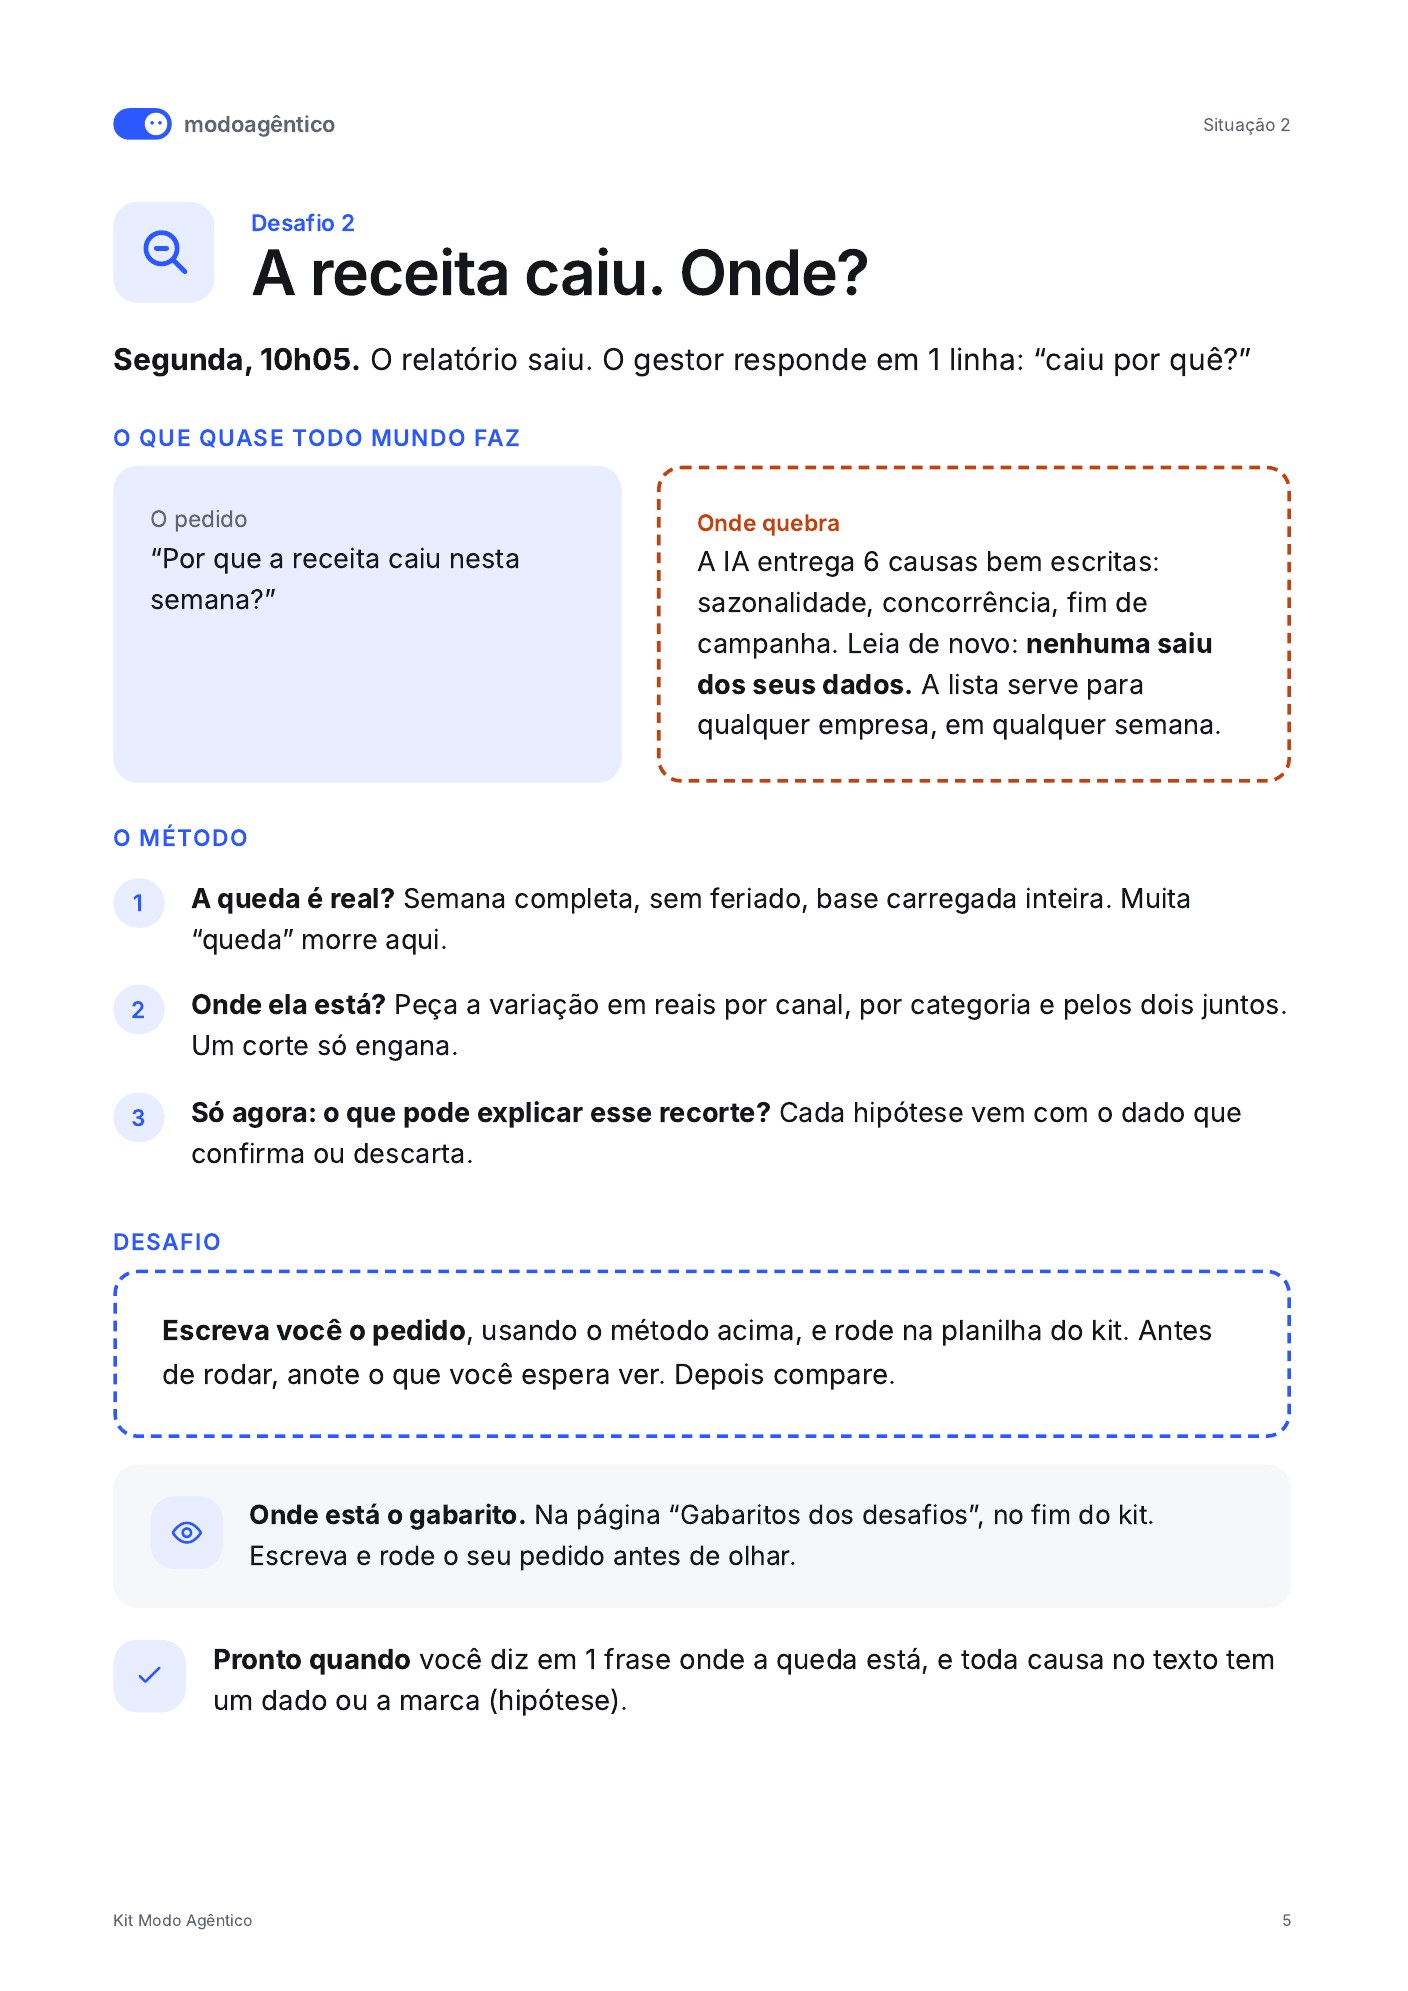 modoagêntico
Situação 2
Desafio 2
A receita caiu. Onde?
Segunda, 10h05. O relatório saiu. O gestor responde em 1 linha: “caiu por quê?”
O QUE QUASE TODO MUNDO FAZ
O pedido
“Por que a receita caiu nesta
semana?”
Onde quebra
A IA entrega 6 causas bem escritas:
sazonalidade, concorrência, fim de
campanha. Leia de novo: nenhuma saiu
dos seus dados. A lista serve para
qualquer empresa, em qualquer semana.
O MÉTODO
1
A queda é real? Semana completa, sem feriado, base carregada inteira. Muita
“queda” morre aqui.
2
Onde ela está? Peça a variação em reais por canal, por categoria e pelos dois juntos.
Um corte só engana.
3
Só agora: o que pode explicar esse recorte? Cada hipótese vem com o dado que
confirma ou descarta.
DESAFIO
Escreva você o pedido, usando o método acima, e rode na planilha do kit. Antes
de rodar, anote o que você espera ver. Depois compare.
Onde está o gabarito. Na página “Gabaritos dos desafios”, no fim do kit.
Escreva e rode o seu pedido antes de olhar.
Pronto quando você diz em 1 frase onde a queda está, e toda causa no texto tem
um dado ou a marca (hipótese).
Kit Modo Agêntico
5